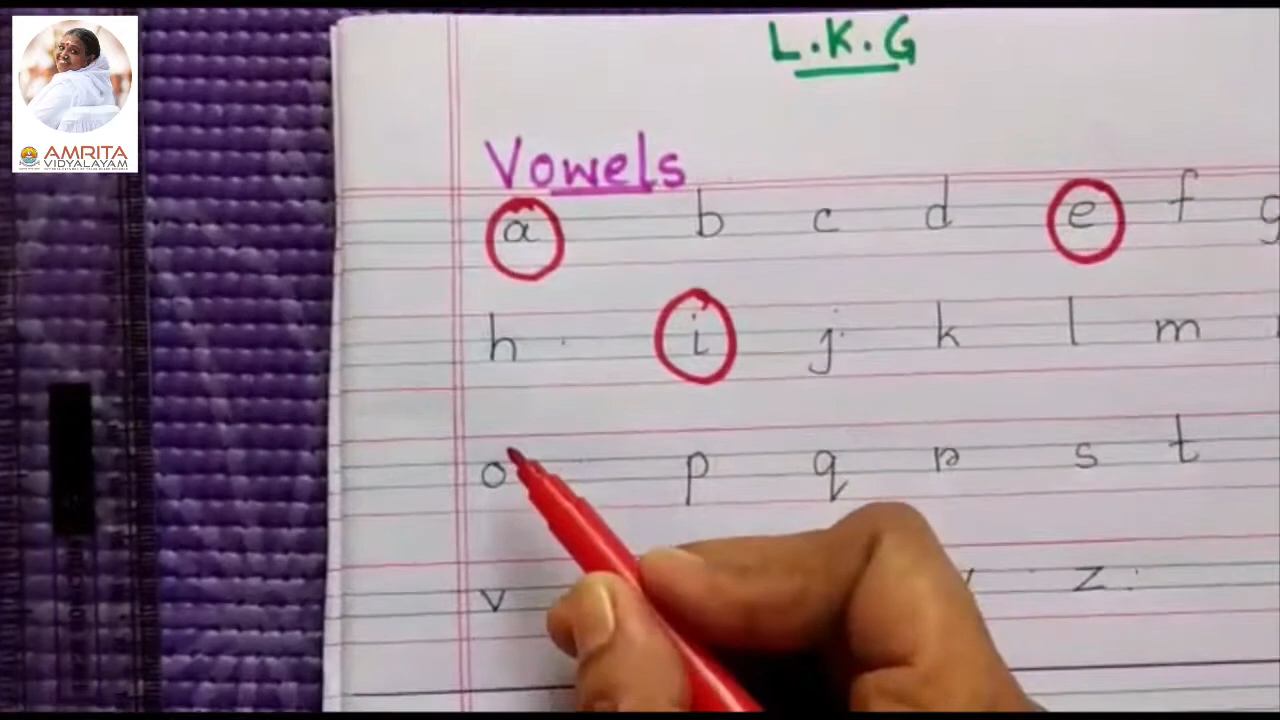 L.K.G
AMRITA
VIDYALAYAM
Vowels
a b c d e f g
h i j k l m
o p q r s t
v z